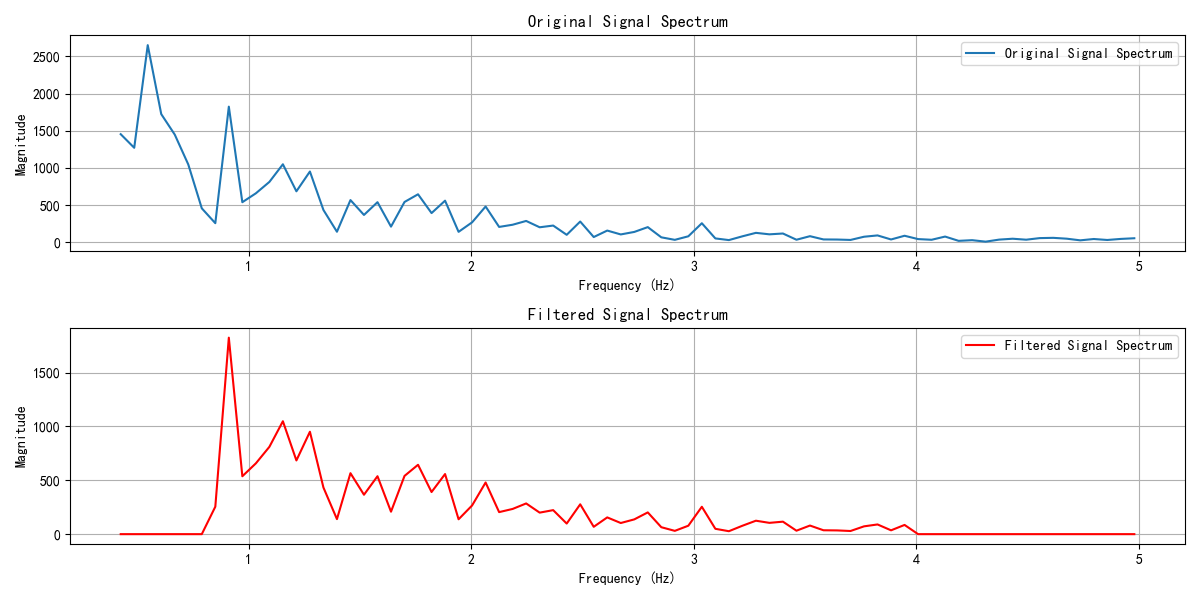 Original Signal Spectrum
Original Signal Spectrum
Magnitude
2500
2000
1500
1000
500
0
1 2 3 4 5
Frequency (Hz)
Filtered Signal Spectrum
Filtered Signal Spectrum
Magnitude
1500
1000
500
0
1 2 3 4 5
Frequency (Hz)